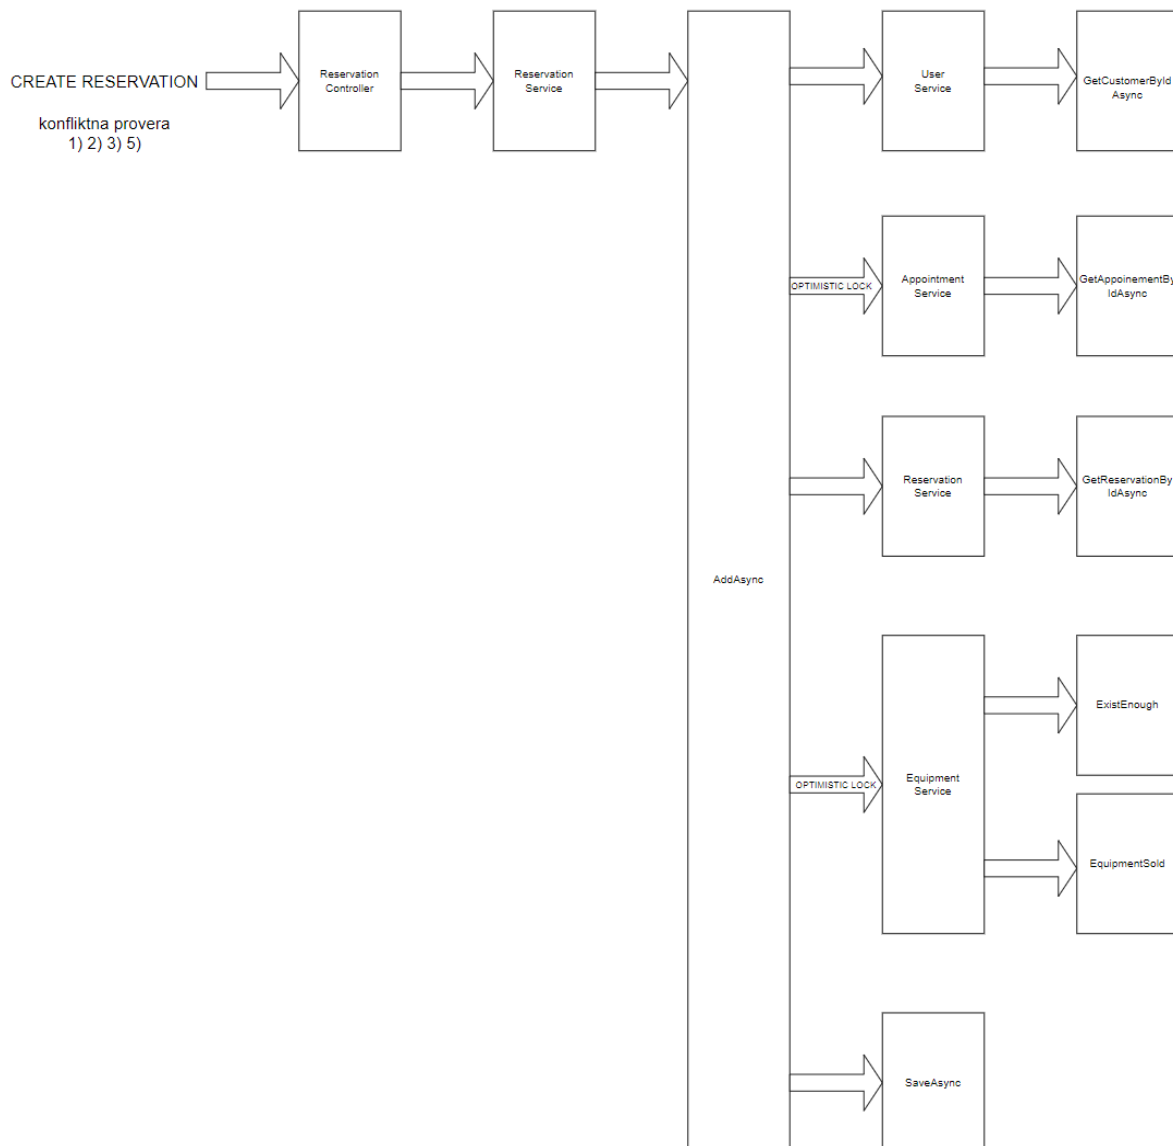 CREATE RESERVATION
konfliktna provera
1) 2) 3) 5)
Reservation
Controller
Reservation
Service
AddAsync
User
Service
GetCustomerById
Async
OPTIMISTIC LOCK
Appointment
Service
GetAppoinementBy
IdAsync
Reservation
Service
GetReservationBy
IdAsync
OPTIMISTIC LOCK
Equipment
Service
ExistEnough
EquipmentSold
SaveAsync